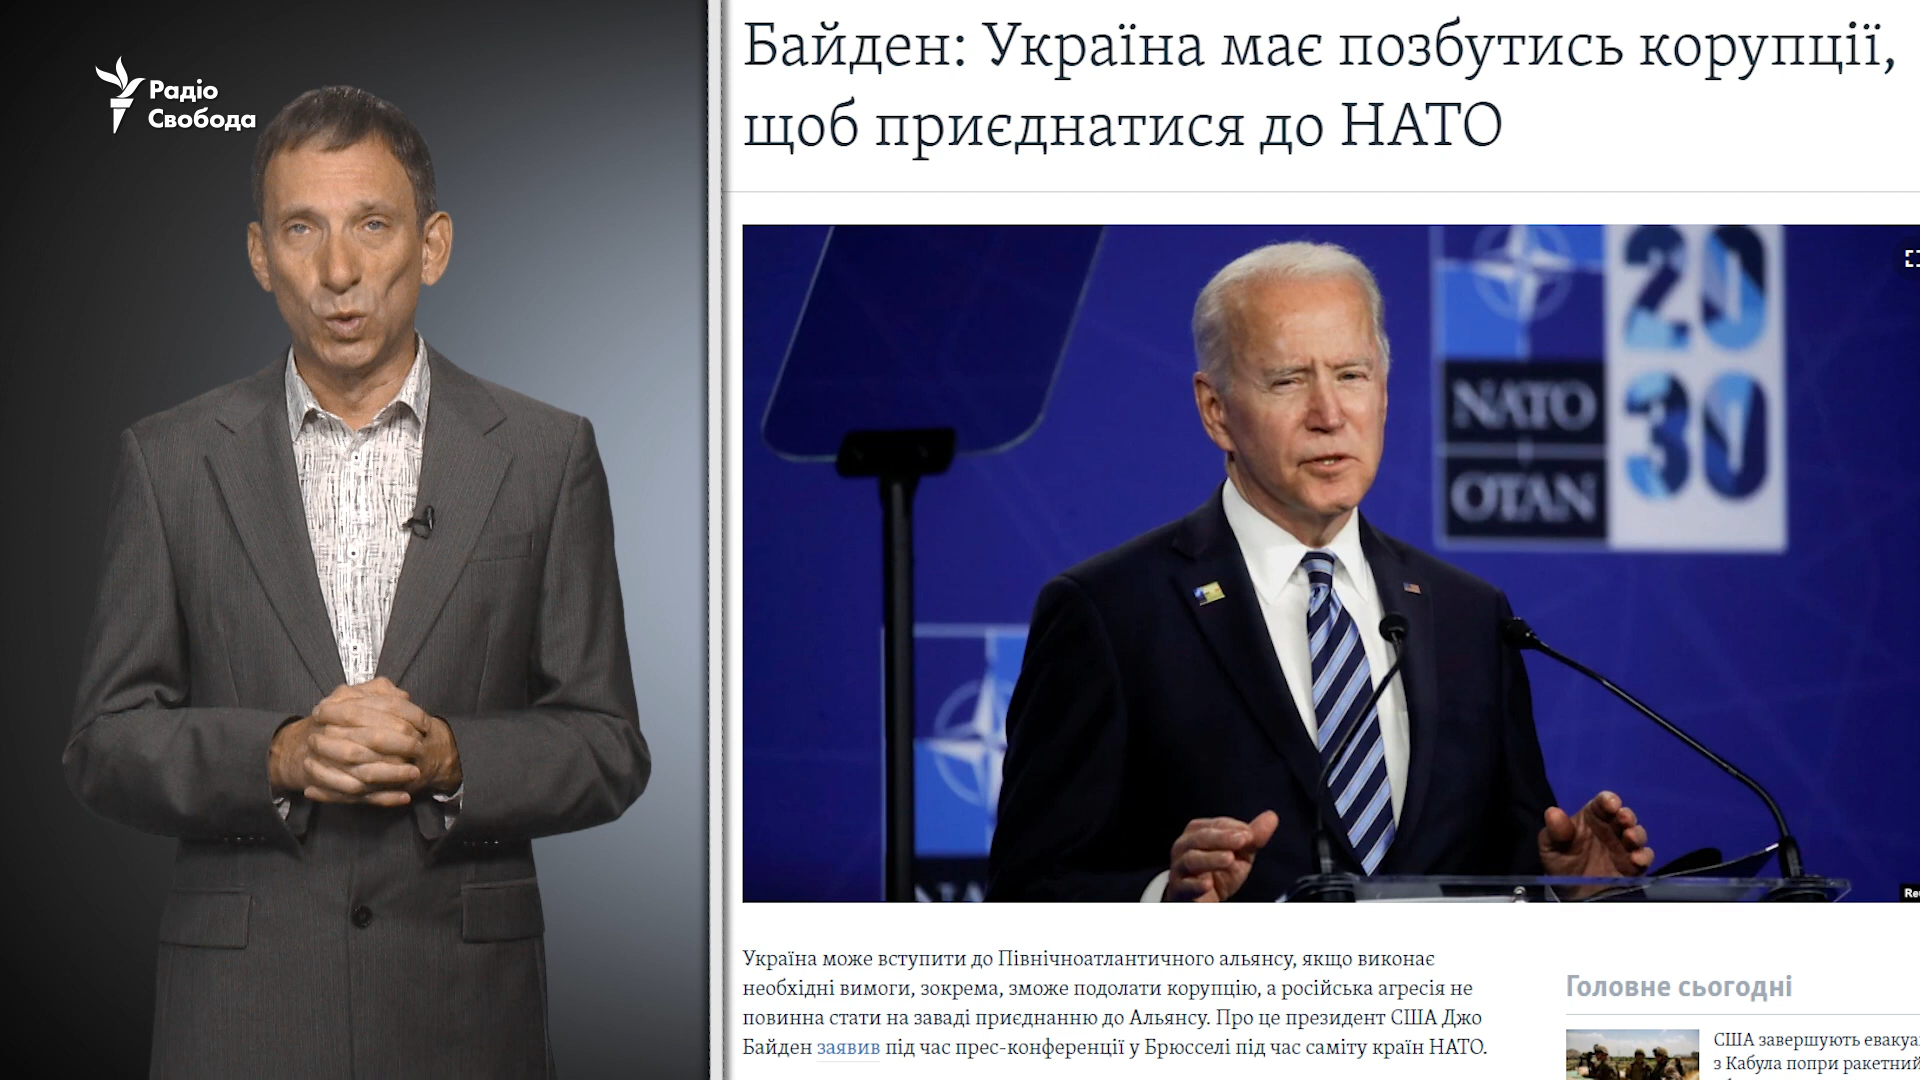 Радіо
Свобода
Байден: Україна має позбутись корупції,
щоб приєднатися до НАТО
20
30
NATO
OTAN
Україна може вступити до Північноатлантичного альянсу, якщо виконає
необхідні вимоги, зокрема, зможе подолати корупцію, а російська агресія не
повинна стати на заваді приєднанню до Альянсу. Про це президент США Джо
Байден заявив під час прес-конференції у Брюсселі під час саміту країн НАТО.
Головне сьогодні
США завершують
з Кабула попри ракетний